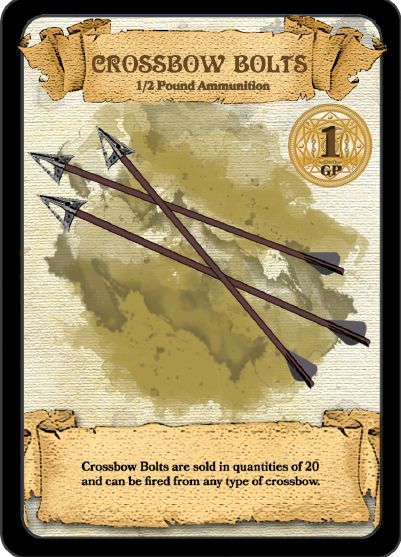 CROSSBOW BOLTS
1/2 Pound Ammunition
1
GP
Crossbow Bolts are sold in quantities of 20
and can be fired from any type of crossbow.